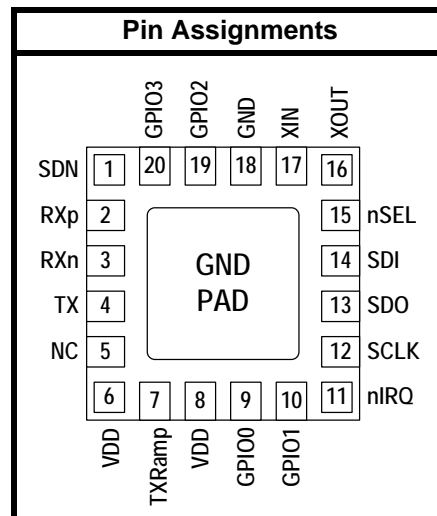 Pin Assignments
GPIO3
GPIO2
GND
XIN
XOUT
SDN 1 20 19 18 17 16
RXp 2 15 nSEL
RXn 3 GND 14 SDI
TX 4 PAD 13 SDO
NC 5 12 SCLK
6 7 8 9 10 11 nIRQ
VDD
TXRamp
VDD
GPIO0
GPIO1